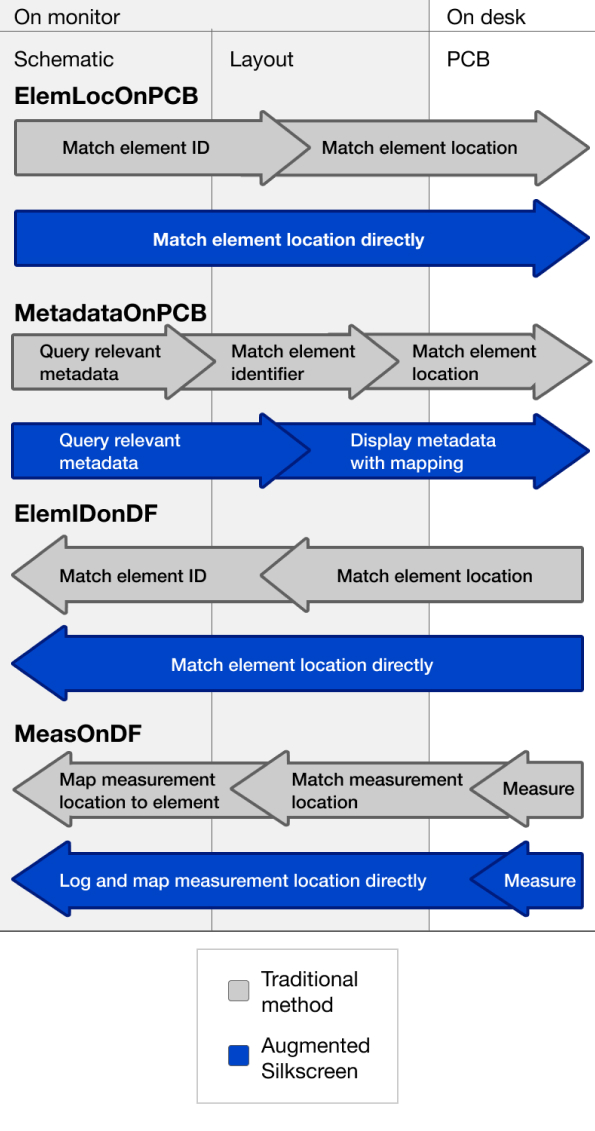 On monitor
On desk
Schematic
Layout
PCB
ElemLocOnPCB
Match element ID
Match element location
Match element location directly
MetadataOnPCB
Query relevant
metadata
Match element
identifier
Match element
location
Query relevant
metadata
Display metadata
with mapping
ElemIDonDF
Match element ID
Match element location
Match element location directly
MeasOnDF
Map measurement
location to element
Match measurement
location
Measure
Log and map measurement location directly
Measure
Traditional
method
Augmented
Silkscreen